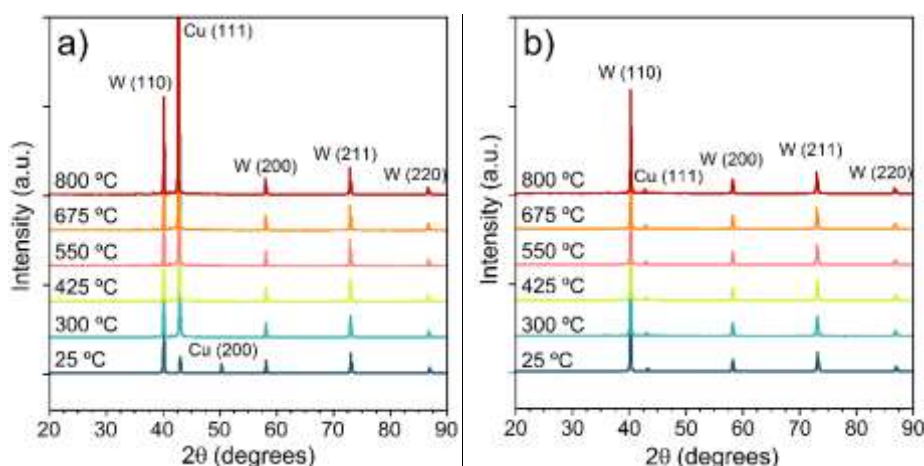 a)
Cu (111)
W (110)
W (200)
W (211)
W (220)
800 ºC
675 ºC
550 ºC
425 ºC
300 ºC
Cu (200)
25 ºC
Intensity (a.u.)
20 30 40 50 60 70 80 90
2θ (degrees)
b)
W (110)
Cu (111)
W (200)
W (211)
W (220)
800 ºC
675 ºC
550 ºC
425 ºC
300 ºC
25 ºC
Intensity (a.u.)
20 30 40 50 60 70 80 90
2θ (degrees)